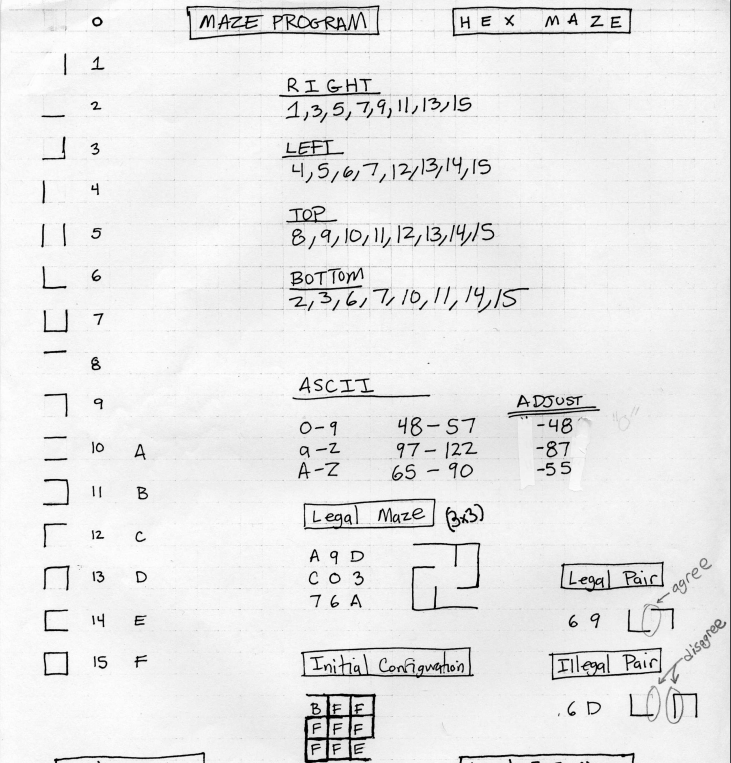 0
MAZE PROGRAM
HEX MAZE
1
2
3
4
5
6
7
8
9
10 A
11 B
12 C
13 D
14 E
15 F
RIGHT
1,3,5,7,9,11,13,15
LEFT
4,5,6,7,12,13,14,15
TOP
8,9,10,11,12,13,14,15
BOTTOM
2,3,6,7,10,11,14,15
ASCII
ADJUST
0-9 48-57 -48 "0"
a-z 97-122 -87
A-Z 65-90 -55
Legal Maze (3x3)
A 9 D
C 0 3
7 6 A
Legal Pair
agree
6 9
Initial Configuration
B F F
F F F
F F E
Illegal Pair
disagree
.6 D